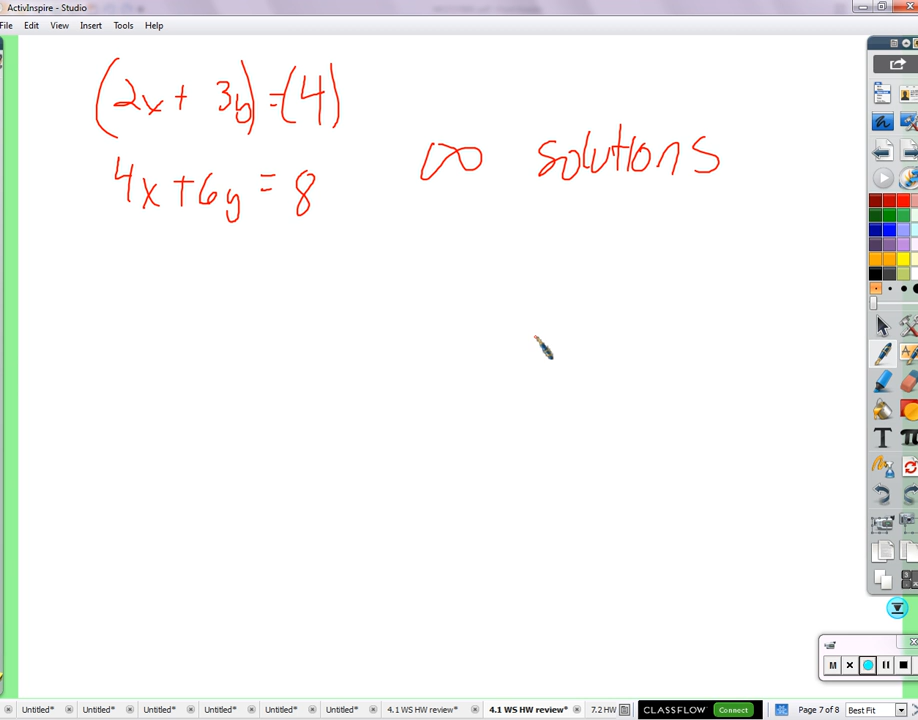 ActivInspire - Studio
File Edit View Insert Tools Help
(2x + 3y) = (4)
4x + 6y = 8
∞ solutions
T
M
Untitled* Untitled* Untitled* Untitled* Untitled* Untitled* 4.1 WS HW review* 4.1 WS HW review* 7.2 HW CLASSFLOW Connect Page 7 of 8 Best Fit